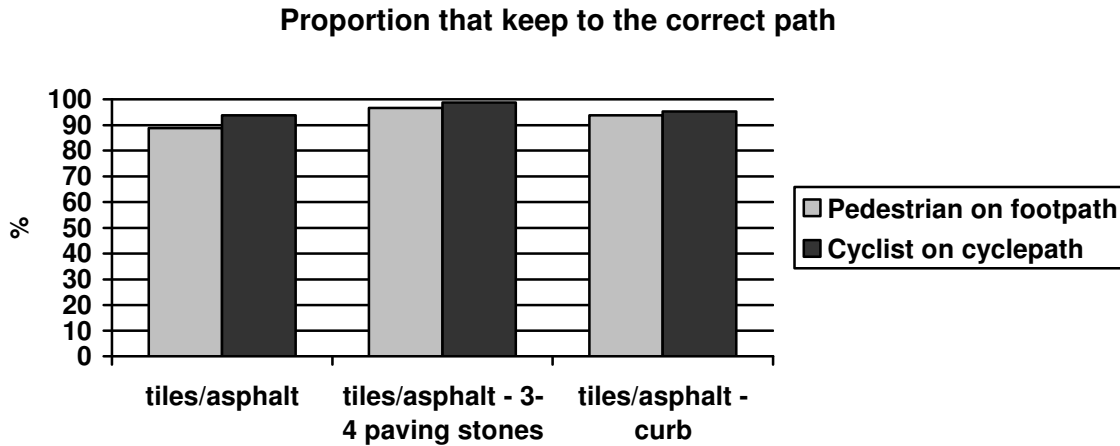 Proportion that keep to the correct path
100
90
80
70
60
50
40
30
20
10
0
%
tiles/asphalt
tiles/asphalt - 3-
4 paving stones
tiles/asphalt -
curb
Pedestrian on footpath
Cyclist on cyclepath